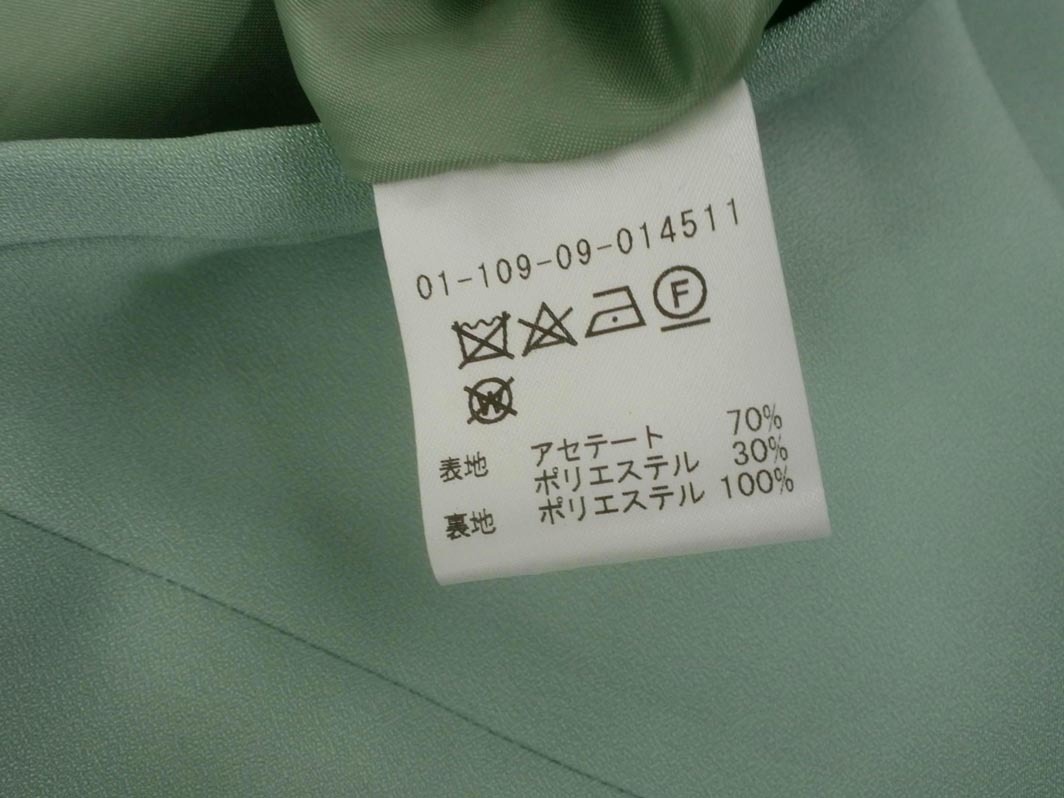 01-109-09-014511
F
W
表地 アセテート 70%
ポリエステル 30%
裏地 ポリエステル 100%